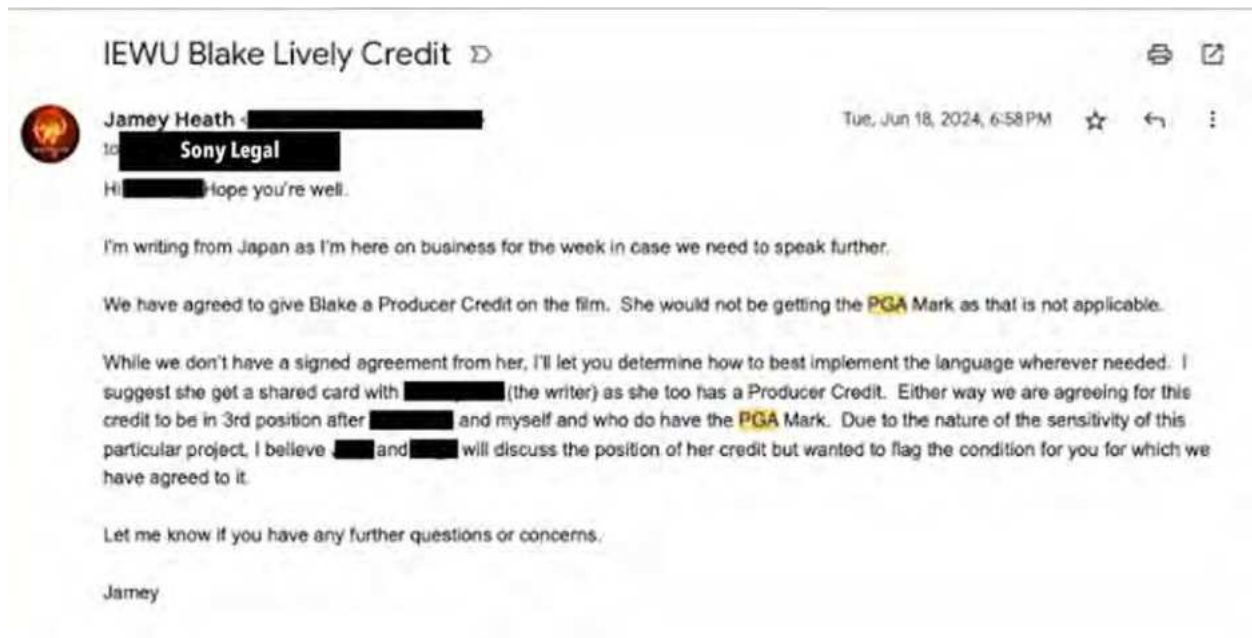 IEWU Blake Lively Credit
Jamey Heath
Tue, Jun 18, 2024, 6:58 PM
to Sony Legal
Hi Hope you're well.
I'm writing from Japan as I'm here on business for the week in case we need to speak further.
We have agreed to give Blake a Producer Credit on the film. She would not be getting the PGA Mark as that is not applicable.
While we don't have a signed agreement from her, I'll let you determine how to best implement the language wherever needed. I
suggest she get a shared card with (the writer) as she too has a Producer Credit. Either way we are agreeing for this
credit to be in 3rd position after and myself and who do have the PGA Mark. Due to the nature of the sensitivity of this
particular project, I believe and will discuss the position of her credit but wanted to flag the condition for you for which we
have agreed to it.
Let me know if you have any further questions or concerns.
Jamey